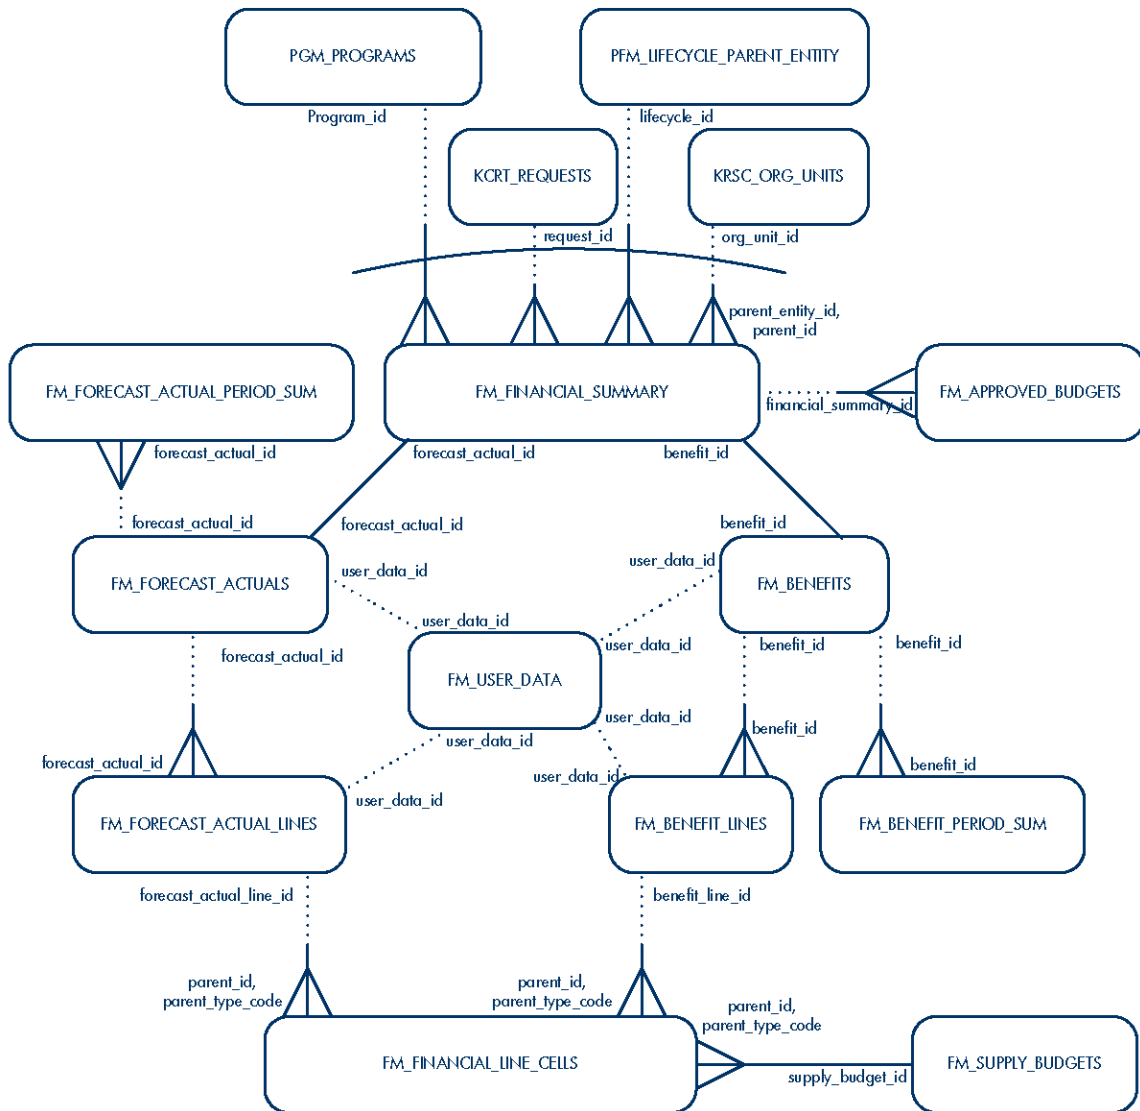 PGM_PROGRAMS
PFM_LIFECYCLE_PARENT_ENTITY
Program_id
lifecycle_id
KCRT_REQUESTS
KRSC_ORG_UNITS
request_id
org_unit_id
parent_entity_id,
parent_id
FM_FORECAST_ACTUAL_PERIOD_SUM
FM_FINANCIAL_SUMMARY
FM_APPROVED_BUDGETS
financial_summary_id
forecast_actual_id
forecast_actual_id
benefit_id
forecast_actual_id
forecast_actual_id
benefit_id
FM_FORECAST_ACTUALS
user_data_id
user_data_id
FM_BENEFITS
user_data_id
user_data_id
forecast_actual_id
benefit_id
benefit_id
FM_USER_DATA
user_data_id
user_data_id
benefit_id
forecast_actual_id
user_data_id
user_data_id
benefit_id
FM_FORECAST_ACTUAL_LINES
FM_BENEFIT_LINES
FM_BENEFIT_PERIOD_SUM
forecast_actual_line_id
benefit_line_id
parent_id,
parent_type_code
parent_id,
parent_type_code
parent_id,
parent_type_code
FM_FINANCIAL_LINE_CELLS
supply_budget_id
FM_SUPPLY_BUDGETS